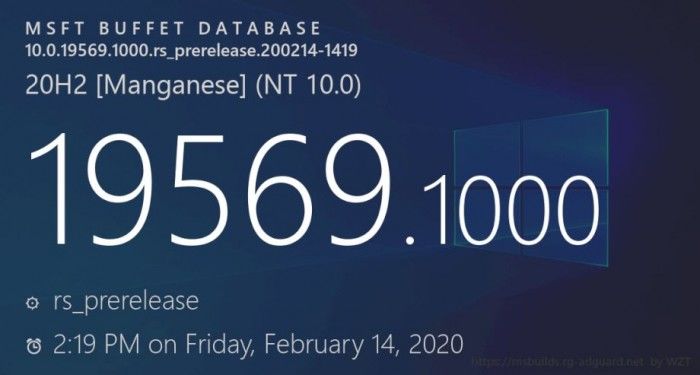 MSFT BUFFET DATABASE
10.0.19569.1000.rs_prerelease.200214-1419
20H2 [Manganese] (NT 10.0)
19569.1000
rs_prerelease
2:19 PM on Friday, February 14, 2020
https://msbuilds.rg-adguard.net by WZT